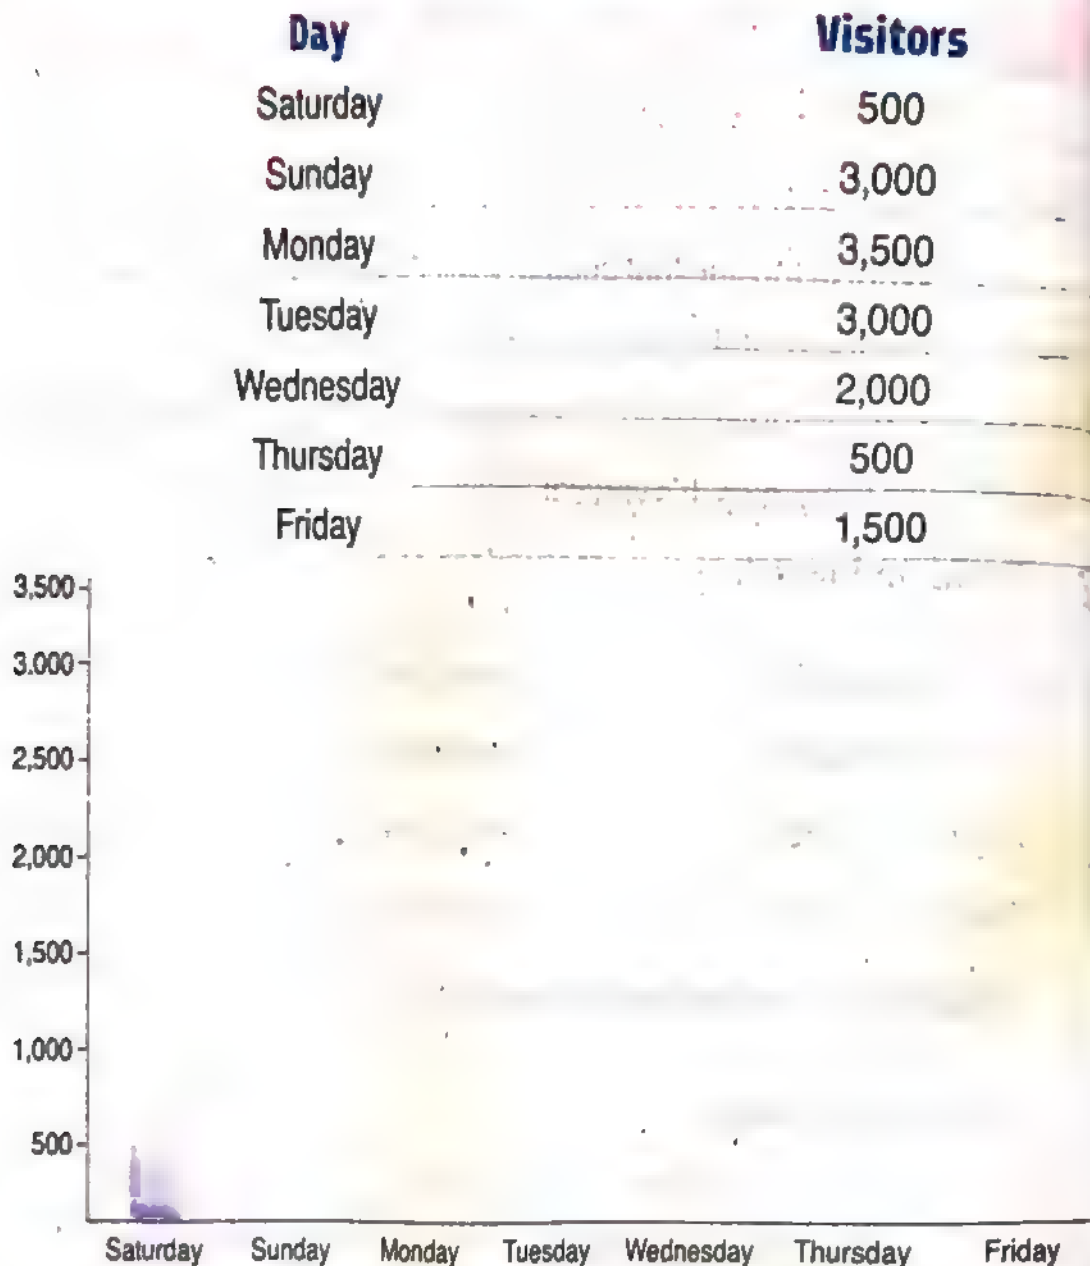 Day Visitors
Saturday 500
Sunday 3,000
Monday 3,500
Tuesday 3,000
Wednesday 2,000
Thursday 500
Friday 1,500
3,500
3.000
2,500
2,000
1,500
1,000
500
Saturday Sunday Monday Tuesday Wednesday Thursday Friday